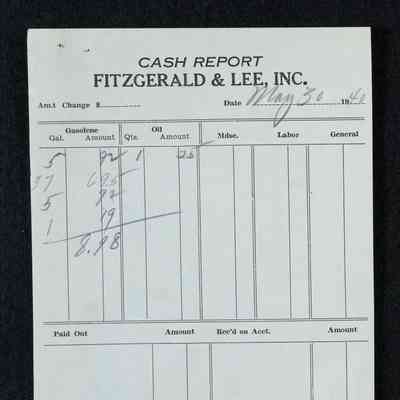 CASH REPORT
FITZGERALD & LEE, INC.
Am.t Change $ Date May 30 1940
Gasolene Oil
Gal. Amount Qts. Amount Mdse. Labor General
5 92 1 25
37 6 95
5 92
1 19
8.98
Paid Out Amount Rec'd on Acct. Amount